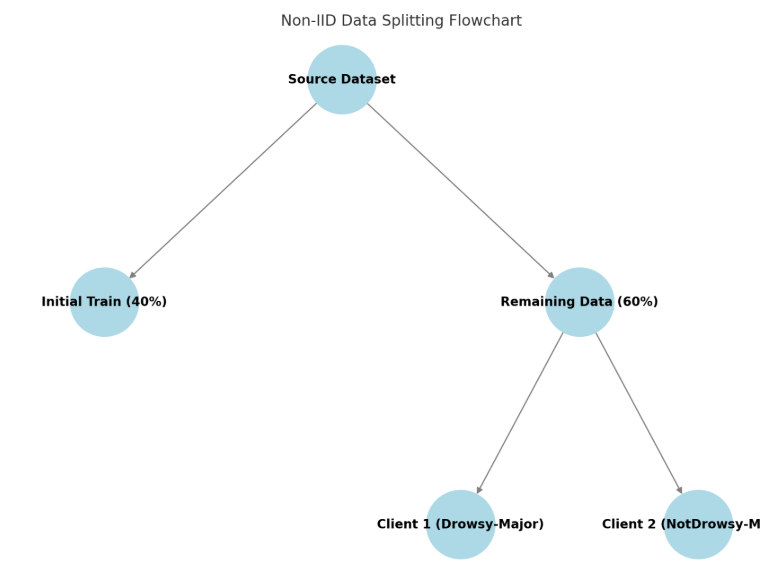 Non-IID Data Splitting Flowchart
Source Dataset
Initial Train (40%)
Remaining Data (60%)
Client 1 (Drowsy-Major)
Client 2 (NotDrowsy-M